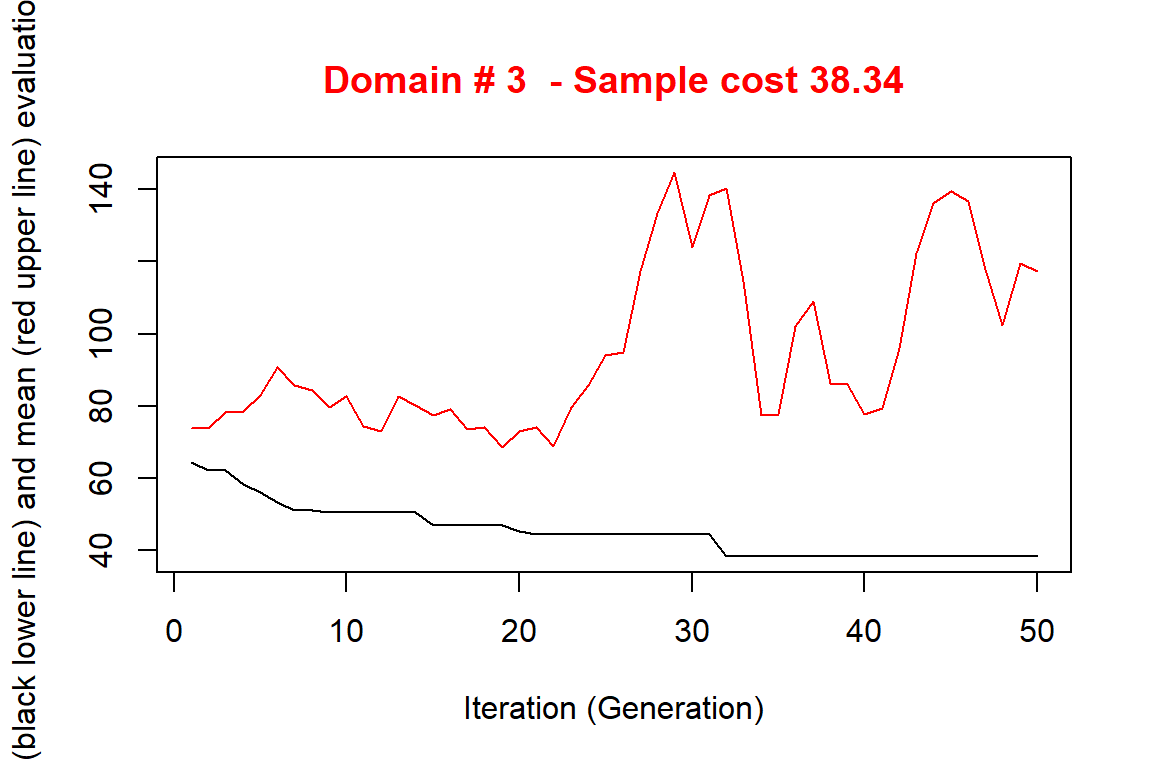 Domain # 3 - Sample cost 38.34
(black lower line) and mean (red upper line)
140
100
80
60
40
0 10 20 30 40 50
Iteration (Generation)